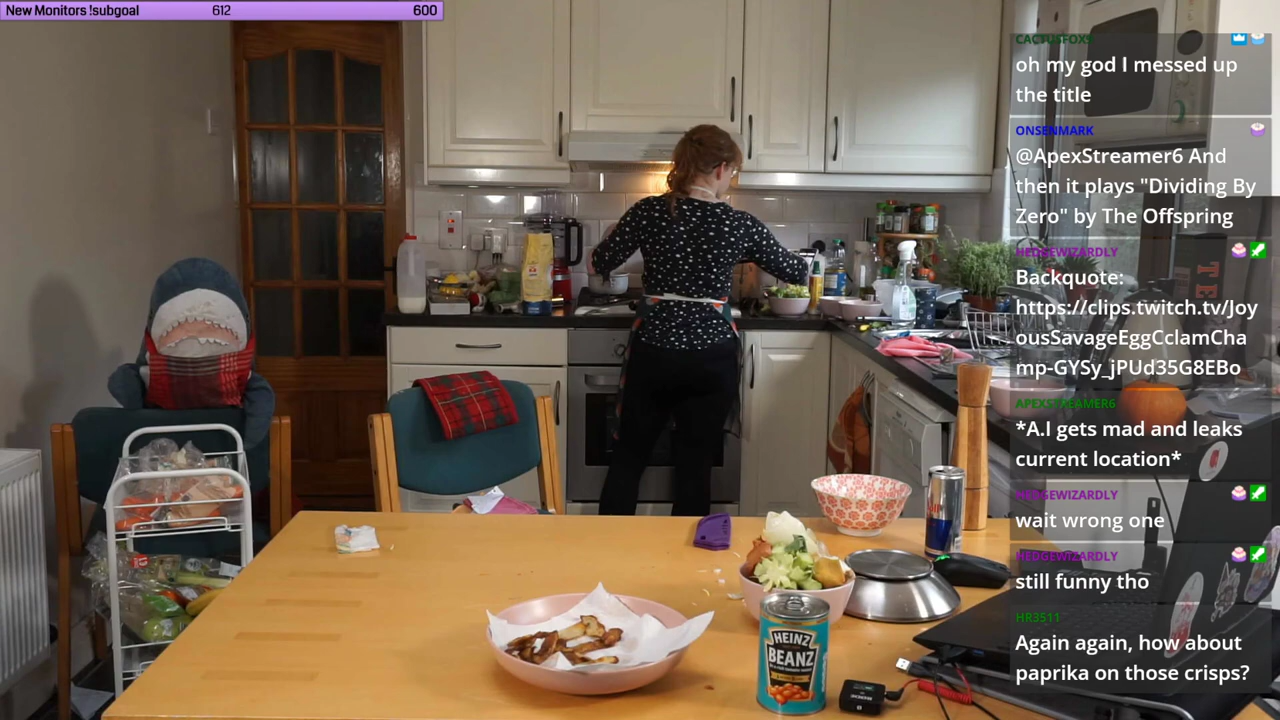 New Monitors !subgoal 612 600
CACTUSFOXS
oh my god I messed up
the title
ONSENMARK
@ApexStreamer6 And
then it plays "Dividing By
Zero" by The Offspring
HEDGEWIZARDLY
Backquote:
https://clips.twitch.tv/Joy
ousSavageEggCclamCha
mp-GYSy_jPUd35G8EBo
APEXSTREAMER6
*A.I gets mad and leaks
current location*
HEDGEWIZARDLY
wait wrong one
HEDGEWIZARDLY
still funny tho
HR3511
Again again, how about
paprika on those crisps?
HEINZ
BEANZ